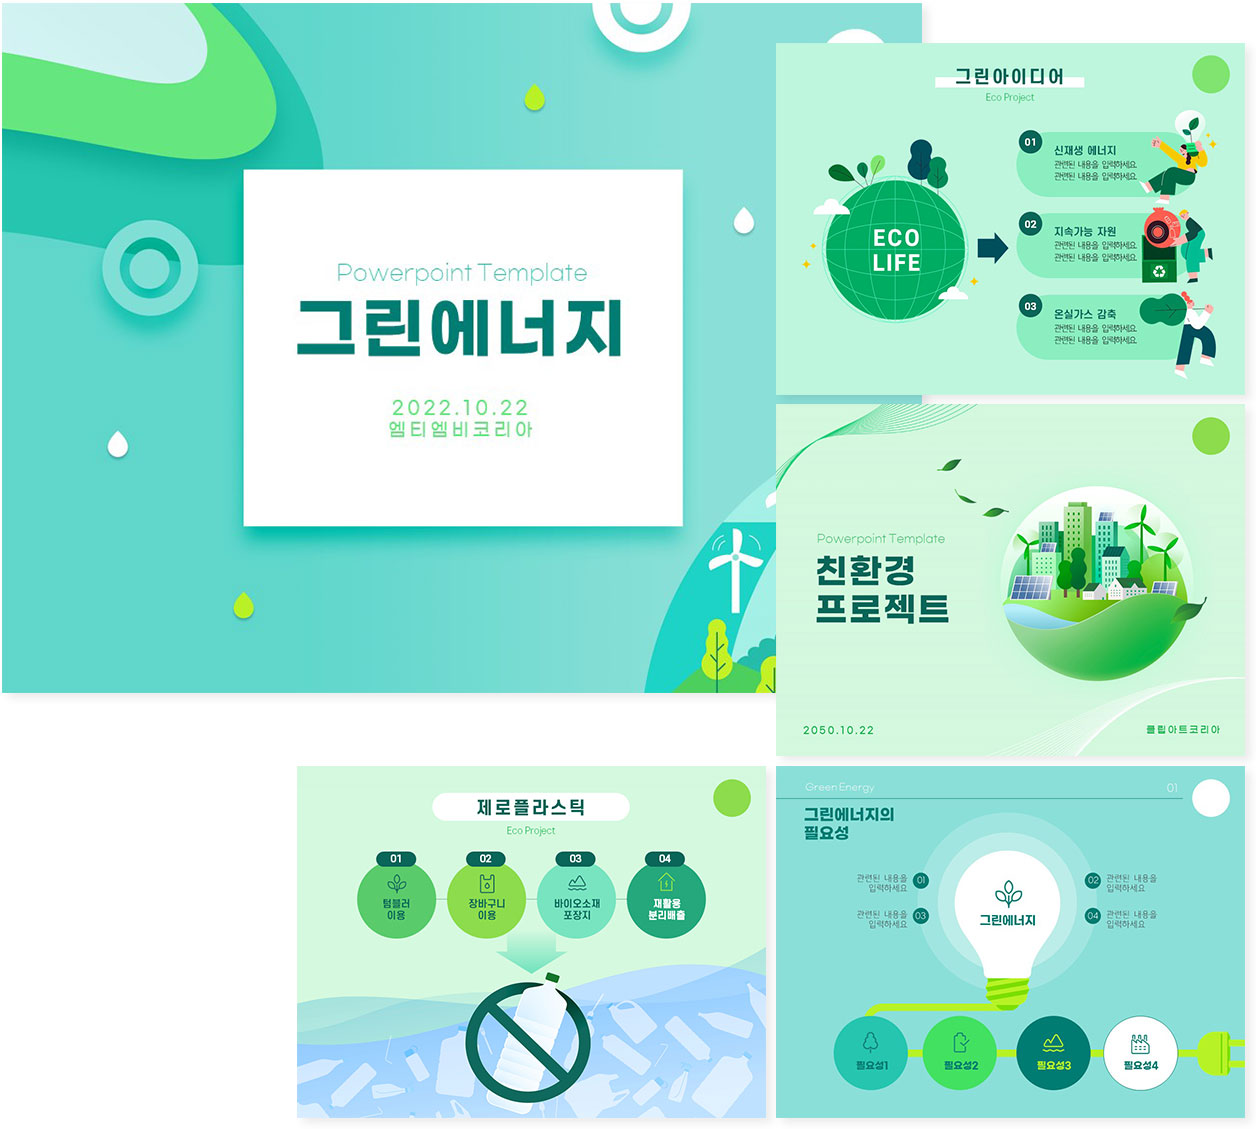 Powerpoint Template
그린에너지
2022.10.22
엠티엠비코리아
그린아이디어
Eco Project
ECO
LIFE
01
신재생 에너지
관련된 내용을 입력하세요
관련된 내용을 입력하세요
02
지속가능 자원
관련된 내용을 입력하세요
관련된 내용을 입력하세요
03
온실가스 감축
관련된 내용을 입력하세요
관련된 내용을 입력하세요
Powerpoint Template
친환경
프로젝트
2050.10.22
클립아트코리아
제로플라스틱
Eco Project
01
텀블러
이용
02
장바구니
이용
03
바이오소재
포장지
04
재활용
분리배출
Green Energy
01
그린에너지의
필요성
관련된 내용을
입력하세요
01
02
관련된 내용을
입력하세요
관련된 내용을
입력하세요
03
04
관련된 내용을
입력하세요
그린에너지
필요성1
필요성2
필요성3
필요성4